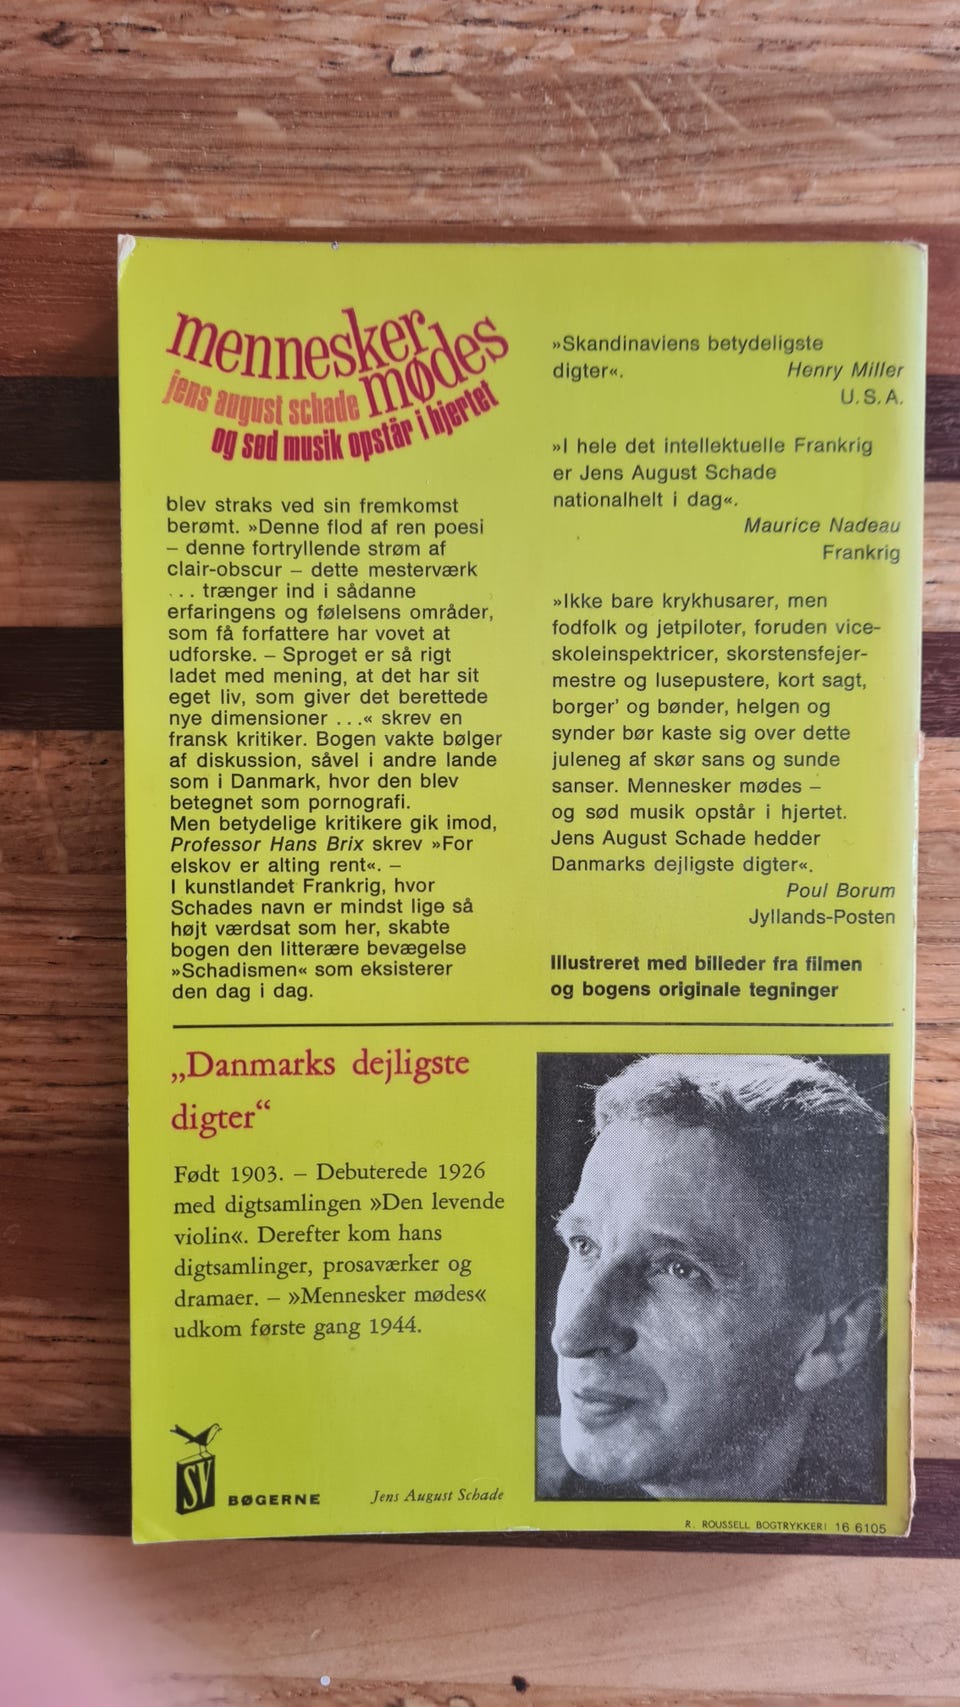 mennesker
mødes
jens august schade
og sød musik opstår i hjertet
blev straks ved sin fremkomst
berømt. »Denne flod af ren poesi
– denne fortryllende strøm af
clair-obscur – dette mesterværk
... trænger ind i sådanne
erfaringens og følelsens områder,
som få forfattere har vovet at
udforske. – Sproget er så rigt
ladet med mening, at det har sit
eget liv, som giver det berettede
nye dimensioner ...« skrev en
fransk kritiker. Bogen vakte bølger
af diskussion, såvel i andre lande
som i Danmark, hvor den blev
betegnet som pornografi.
Men betydelige kritikere gik imod,
Professor Hans Brix skrev »For
elskov er alting rent«. –
I kunstlandet Frankrig, hvor
Schades navn er mindst lige så
højt værdsat som her, skabte
bogen den litterære bevægelse
»Schadismen« som eksisterer
den dag i dag.
»Skandinaviens betydeligste
digter«. Henry Miller
U.S.A.
»I hele det intellektuelle Frankrig
er Jens August Schade
nationalhelt i dag«.
Maurice Nadeau
Frankrig
»Ikke bare krykhusarer, men
fodfolk og jetpiloter, foruden vice-
skoleinspektricer, skorstensfejer-
mestre og lusepustere, kort sagt,
borger' og bønder, helgen og
synder bør kaste sig over dette
juleneg af skør sans og sunde
sanser. Mennesker mødes –
og sød musik opstår i hjertet.
Jens August Schade hedder
Danmarks dejligste digter«.
Poul Borum
Jyllands-Posten
Illustreret med billeder fra filmen
og bogens originale tegninger
„Danmarks dejligste
digter“
Født 1903. – Debuterede 1926
med digtsamlingen »Den levende
violin«. Derefter kom hans
digtsamlinger, prosaværker og
dramaer. – »Mennesker mødes«
udkom første gang 1944.
SV BØGERNE
Jens August Schade
R. ROUSSELL BOGTRYKKERI 16 6105